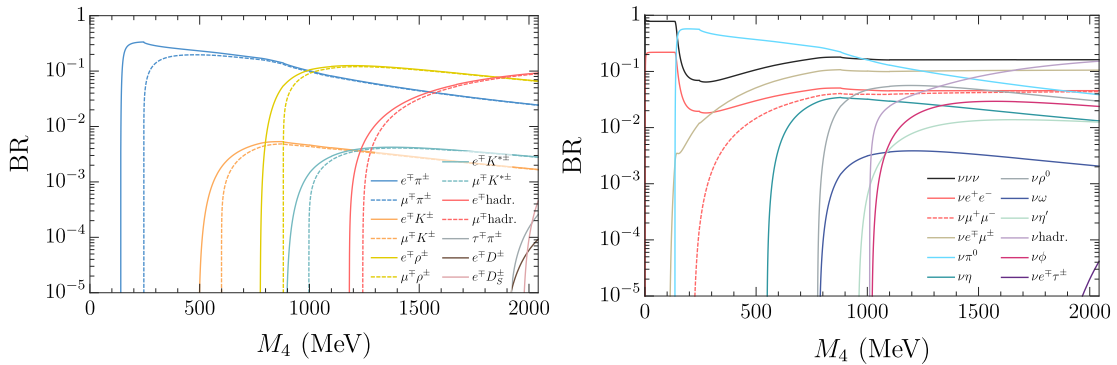 1
10⁻¹
10⁻²
10⁻³
10⁻⁴
10⁻⁵
BR
0 500 1000 1500 2000
M₄ (MeV)
e∓π±
μ∓π±
e∓K±
μ∓K±
e∓ρ±
μ∓ρ±
e∓K*±
μ∓K*±
e∓hadr.
μ∓hadr.
τ∓π±
e∓D±
e∓D_S±
1
10⁻¹
10⁻²
10⁻³
10⁻⁴
10⁻⁵
BR
0 500 1000 1500 2000
M₄ (MeV)
ννν
νe⁺e⁻
νμ⁺μ⁻
νe∓μ±
νπ⁰
νη
νρ⁰
νω
νη′
νhadr.
νϕ
νe∓τ±